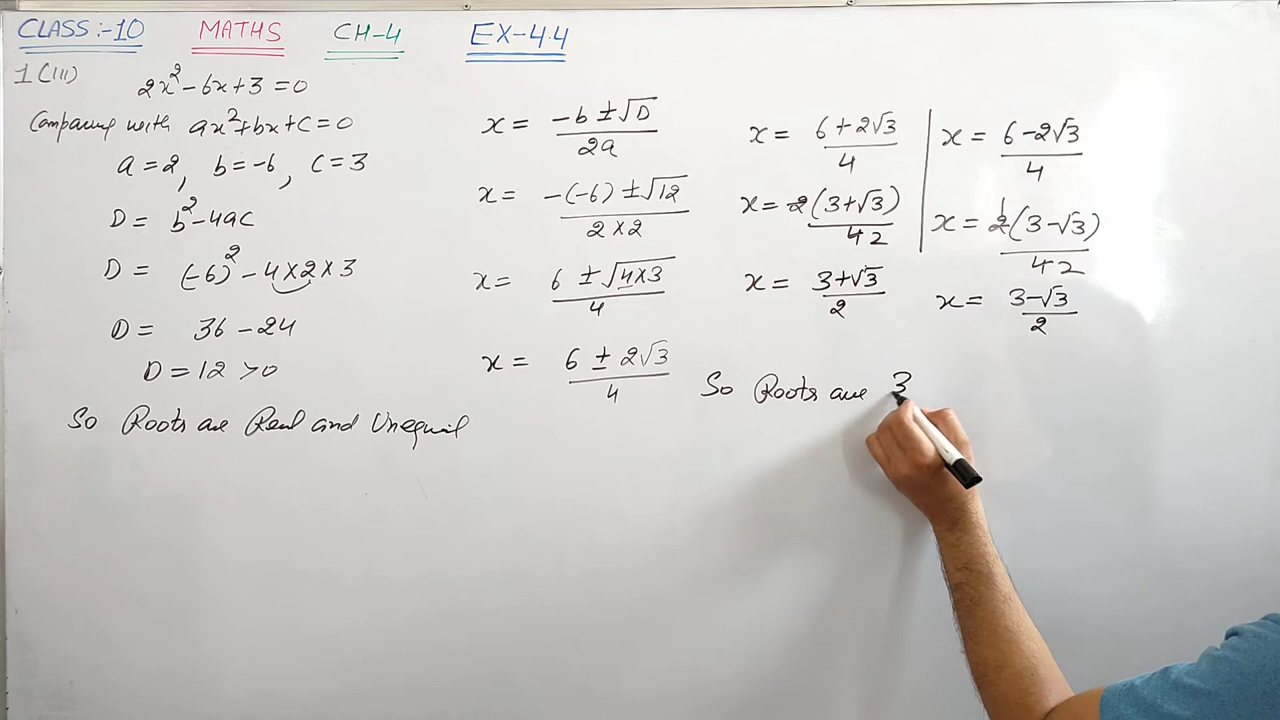 CLASS:-10 MATHS CH-4 EX-4.4
1(iii) 2x²-6x+3=0
Comparing with ax²+bx+c=0
a=2, b=-6, c=3
D= b²-4ac
D= (-6)²-4×2×3
D= 36-24
D=12>0
So Roots are Real and Unequal
x= -b±√D/2a
x= -(-6)±√12/2×2
x= 6±√4×3/4
x= 6±2√3/4
x= 6+2√3/4
x=2(3+√3)/4 2
x= 3+√3/2
x= 6-2√3/4
x= 2 1(3-√3)/4 2
x= 3-√3/2
So Roots are 3